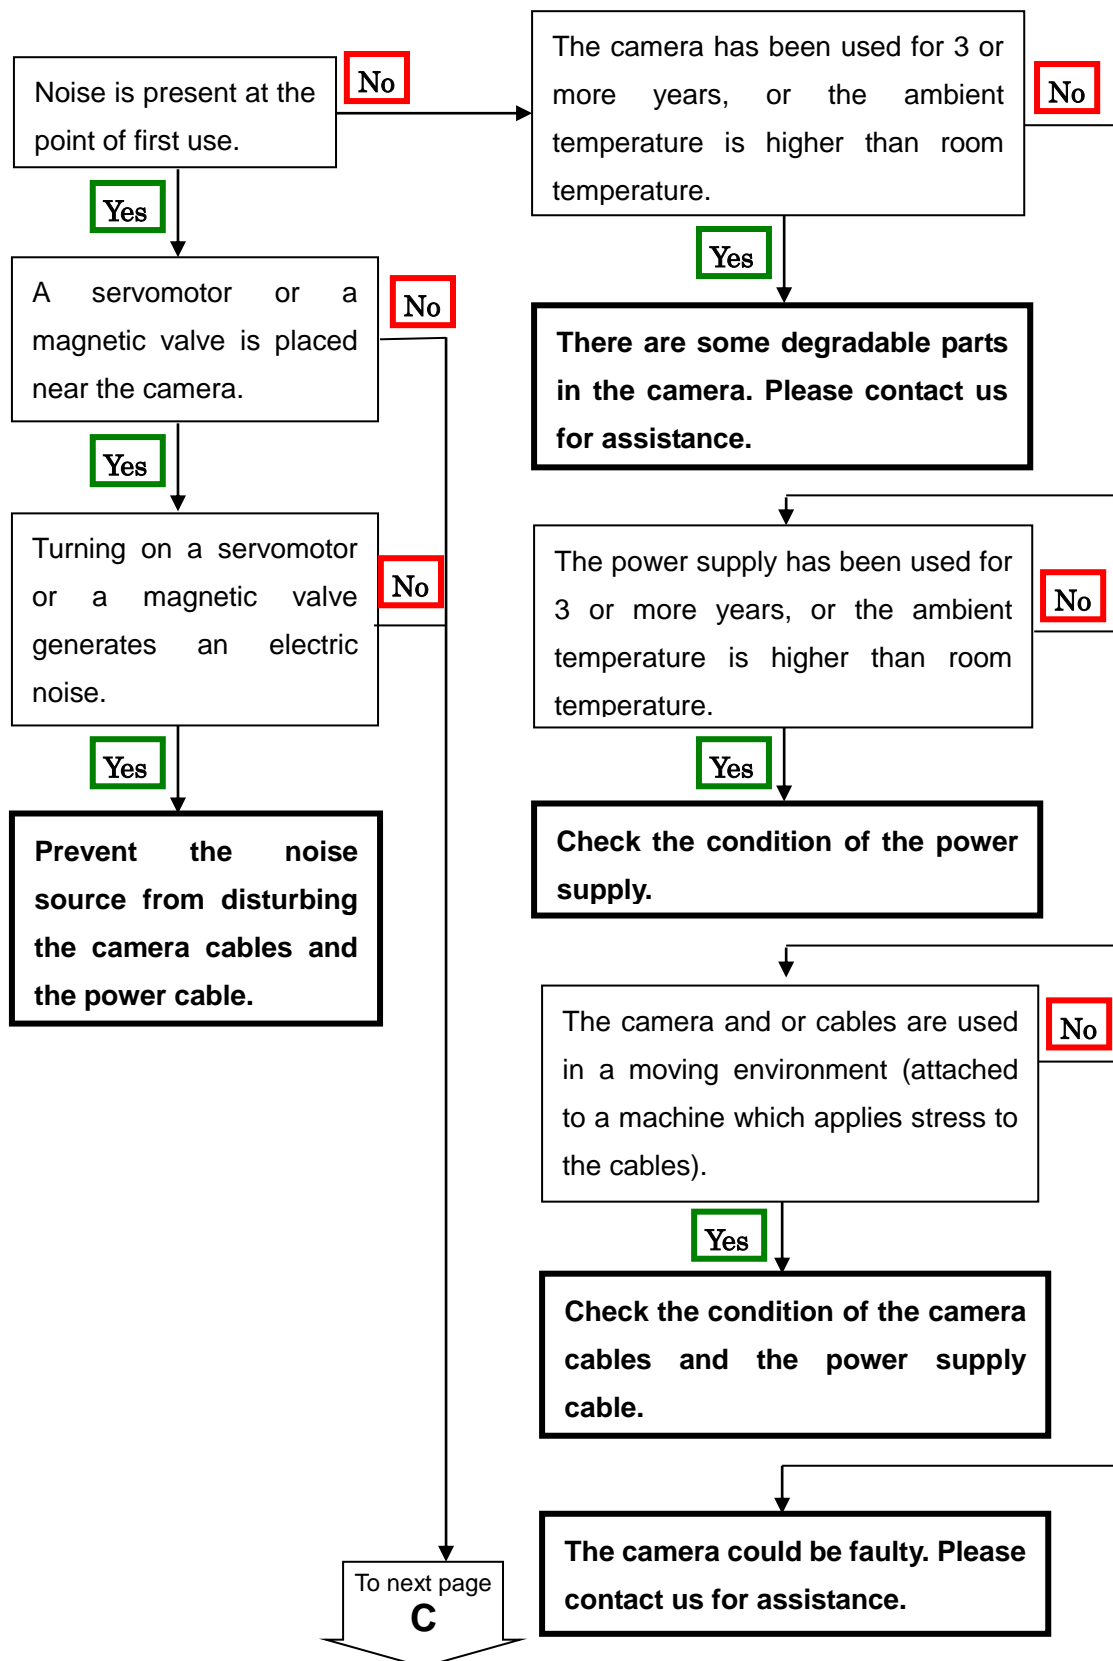 Noise is present at the
point of first use.
No
Yes
A servomotor or a
magnetic valve is placed
near the camera.
No
Yes
Turning on a servomotor
or a magnetic valve
generates an electric
noise.
No
Yes
Prevent the noise
source from disturbing
the camera cables and
the power cable.
To next page
C
The camera has been used for 3 or
more years, or the ambient
temperature is higher than room
temperature.
No
Yes
There are some degradable parts
in the camera. Please contact us
for assistance.
The power supply has been used for
3 or more years, or the ambient
temperature is higher than room
temperature.
No
Yes
Check the condition of the power
supply.
The camera and or cables are used
in a moving environment (attached
to a machine which applies stress to
the cables).
No
Yes
Check the condition of the camera
cables and the power supply
cable.
The camera could be faulty. Please
contact us for assistance.